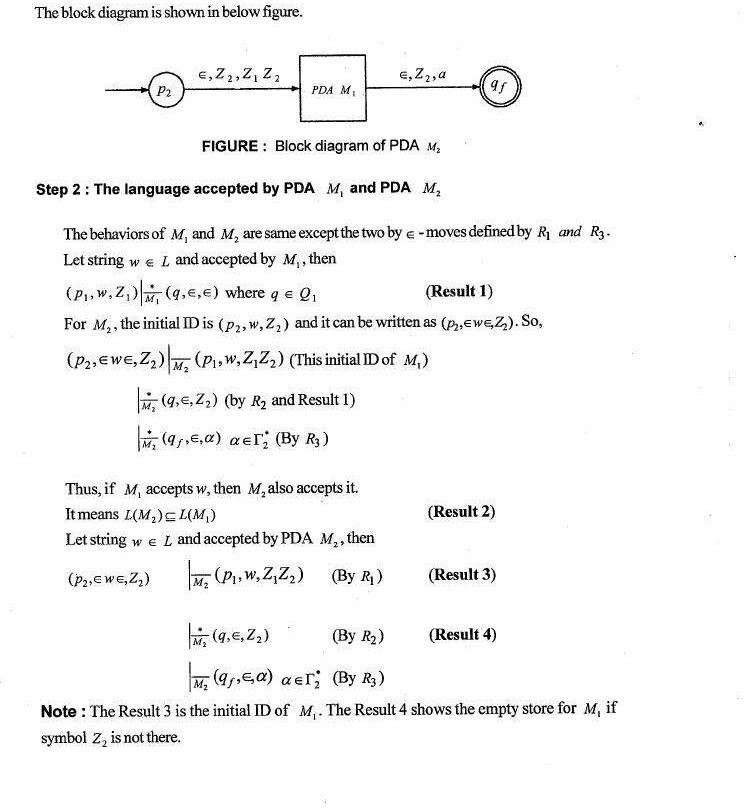 The block diagram is shown in below figure.
p₂
∈, Z₂, Z₁ Z₂
PDA M₁
∈, Z₂, a
q_f
FIGURE : Block diagram of PDA M₂
Step 2 : The language accepted by PDA M₁ and PDA M₂
The behaviors of M₁ and M₂ are same except the two by ∈ - moves defined by R₁ and R₃.
Let string w ∈ L and accepted by M₁, then
(p₁, w, Z₁) |*/M₁ (q, ∈, ∈) where q ∈ Q₁ (Result 1)
For M₂, the initial ID is (p₂, w, Z₂) and it can be written as (p₂, ∈w∈, Z₂). So,
(p₂, ∈w∈, Z₂) |/M₂ (p₁, w, Z₁Z₂) (This initial ID of M₁)
|*/M₂ (q, ∈, Z₂) (by R₂ and Result 1)
|*/M₂ (q_f, ∈, α) α∈Γ₂* (By R₃)
Thus, if M₁ accepts w, then M₂ also accepts it.
It means L(M₂) ⊆ L(M₁) (Result 2)
Let string w ∈ L and accepted by PDA M₂, then
(p₂, ∈w∈, Z₂) |/M₂ (p₁, w, Z₁Z₂) (By R₁) (Result 3)
|*/M₂ (q, ∈, Z₂) (By R₂) (Result 4)
|/M₂ (q_f, ∈, α) α∈Γ₂* (By R₃)
Note : The Result 3 is the initial ID of M₁. The Result 4 shows the empty store for M₁ if
symbol Z₂ is not there.